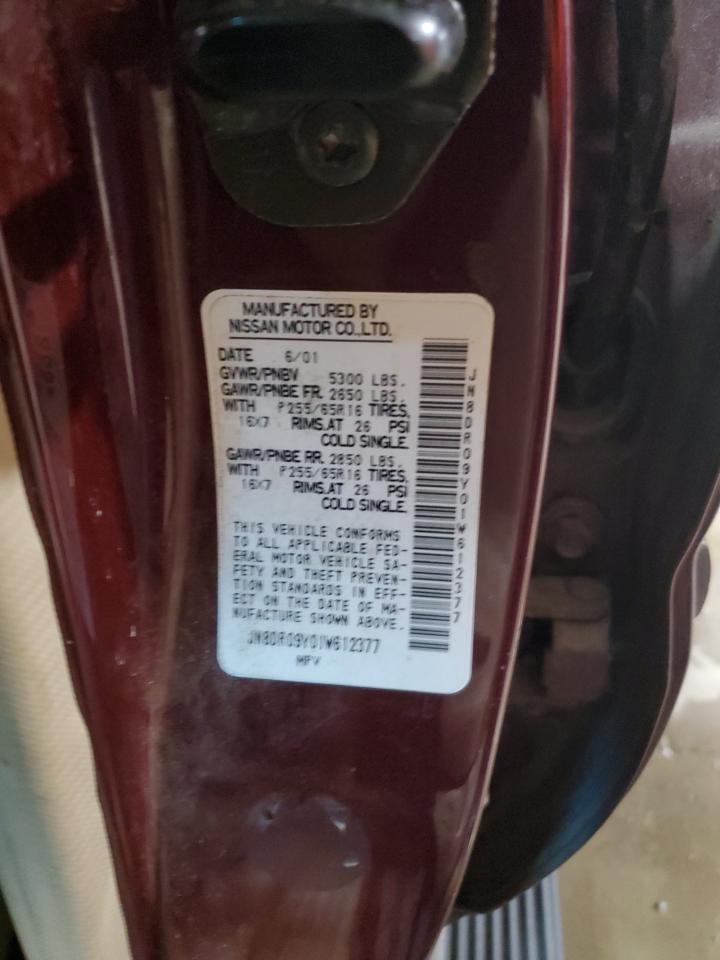 MANUFACTURED BY
NISSAN MOTOR CO.,LTD.
DATE 6/01
GVWR/PNBV 5300 LBS.
GAWR/PNBE FR. 2650 LBS.
WITH P255/65R16 TIRES,
16X7 RIMS,AT 26 PSI
COLD SINGLE.
GAWR/PNBE RR. 2850 LBS.
WITH P255/65R16 TIRES,
16X7 RIMS,AT 26 PSI
COLD SINGLE.
THIS VEHICLE CONFORMS
TO ALL APPLICABLE FED-
ERAL MOTOR VEHICLE SA-
FETY AND THEFT PREVEN-
TION STANDARDS IN EFF-
ECT ON THE DATE OF MA-
NUFACTURE SHOWN ABOVE.
JN8DR09Y01W612377
MPV
JN8DR09Y01W612377